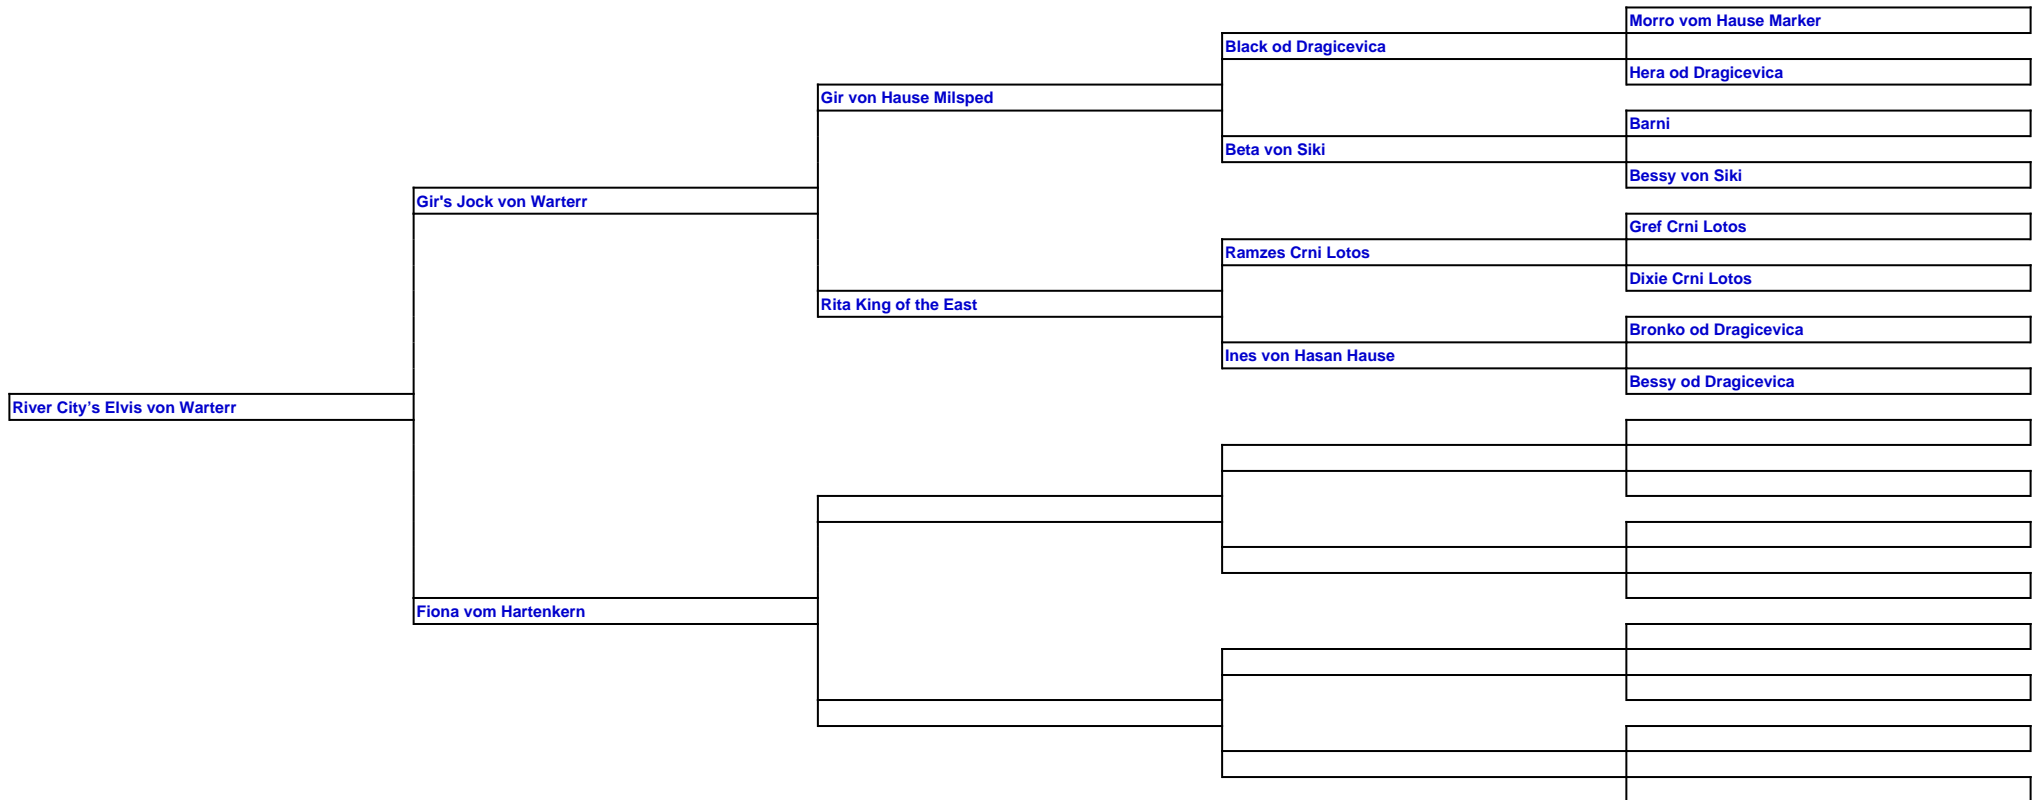 Morro vom Hause Marker
Black od Dragicevica
Hera od Dragicevica
Gir von Hause Milsped
Barni
Beta von Siki
Bessy von Siki
Gir's Jock von Warterr
Gref Crni Lotos
Ramzes Crni Lotos
Dixie Crni Lotos
Rita King of the East
Bronko od Dragicevica
Ines von Hasan Hause
Bessy od Dragicevica
River City’s Elvis von Warterr
Fiona vom Hartenkern